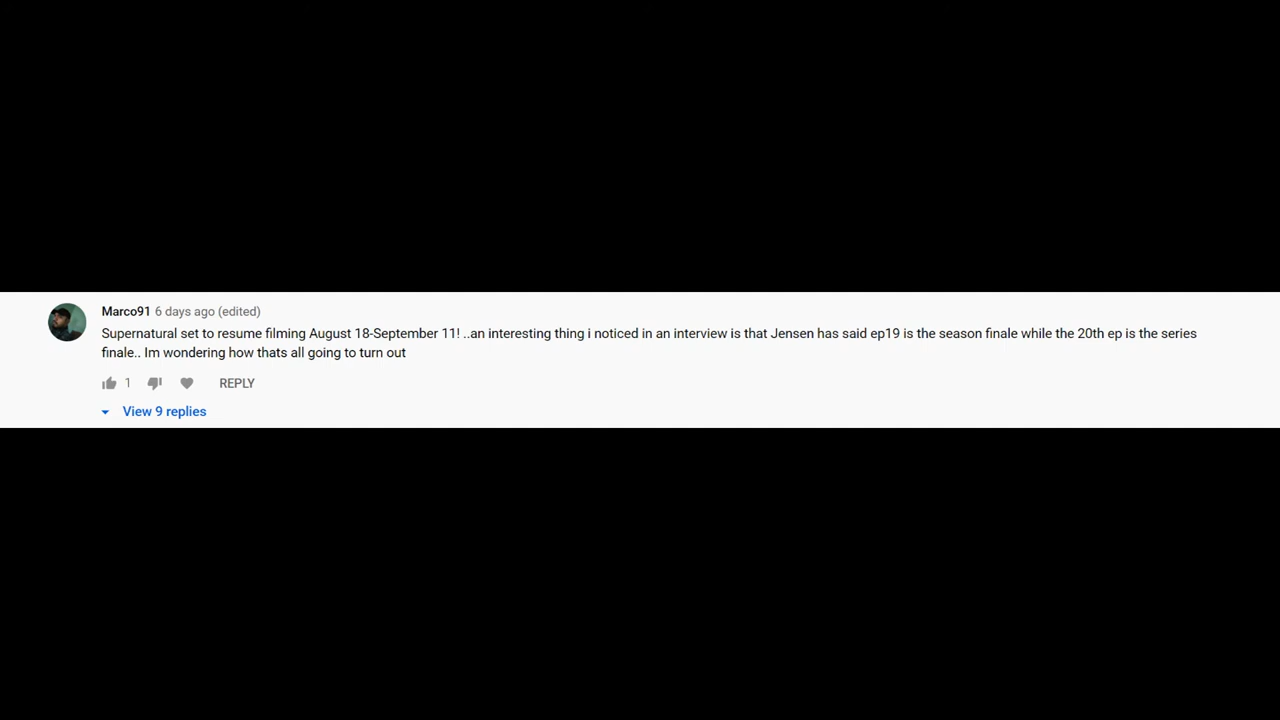 Marco91 6 days ago (edited)
Supernatural set to resume filming August 18-September 11! ..an interesting thing i noticed in an interview is that Jensen has said ep19 is the season finale while the 20th ep is the series
finale.. Im wondering how thats all going to turn out
1 REPLY
View 9 replies